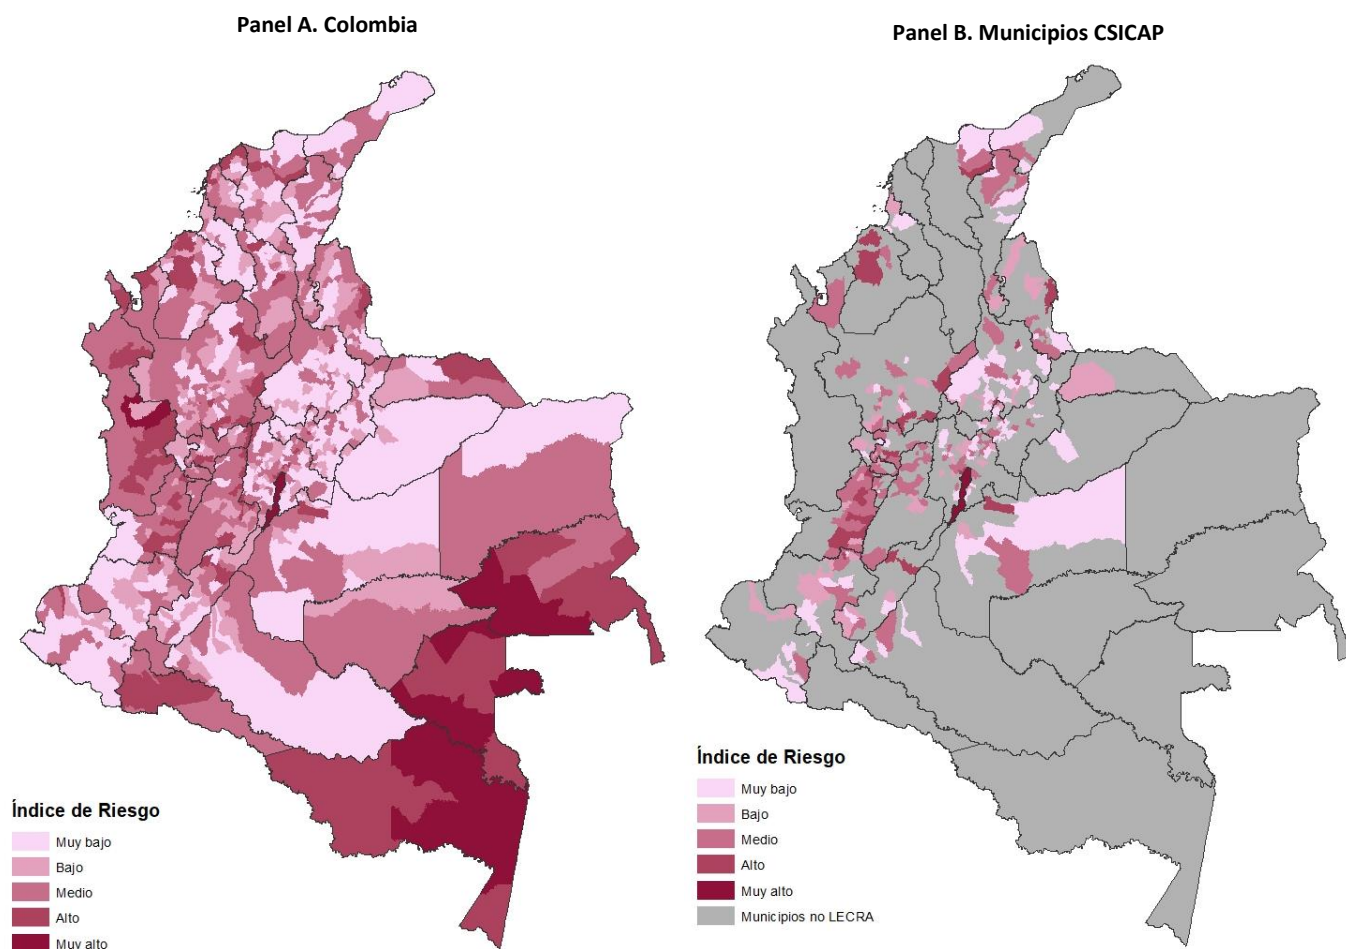 Panel A. Colombia
Índice de Riesgo
Muy bajo
Bajo
Medio
Alto
Muy alto
Panel B. Municipios CSICAP
Índice de Riesgo
Muy bajo
Bajo
Medio
Alto
Muy alto
Municipios no LECRA